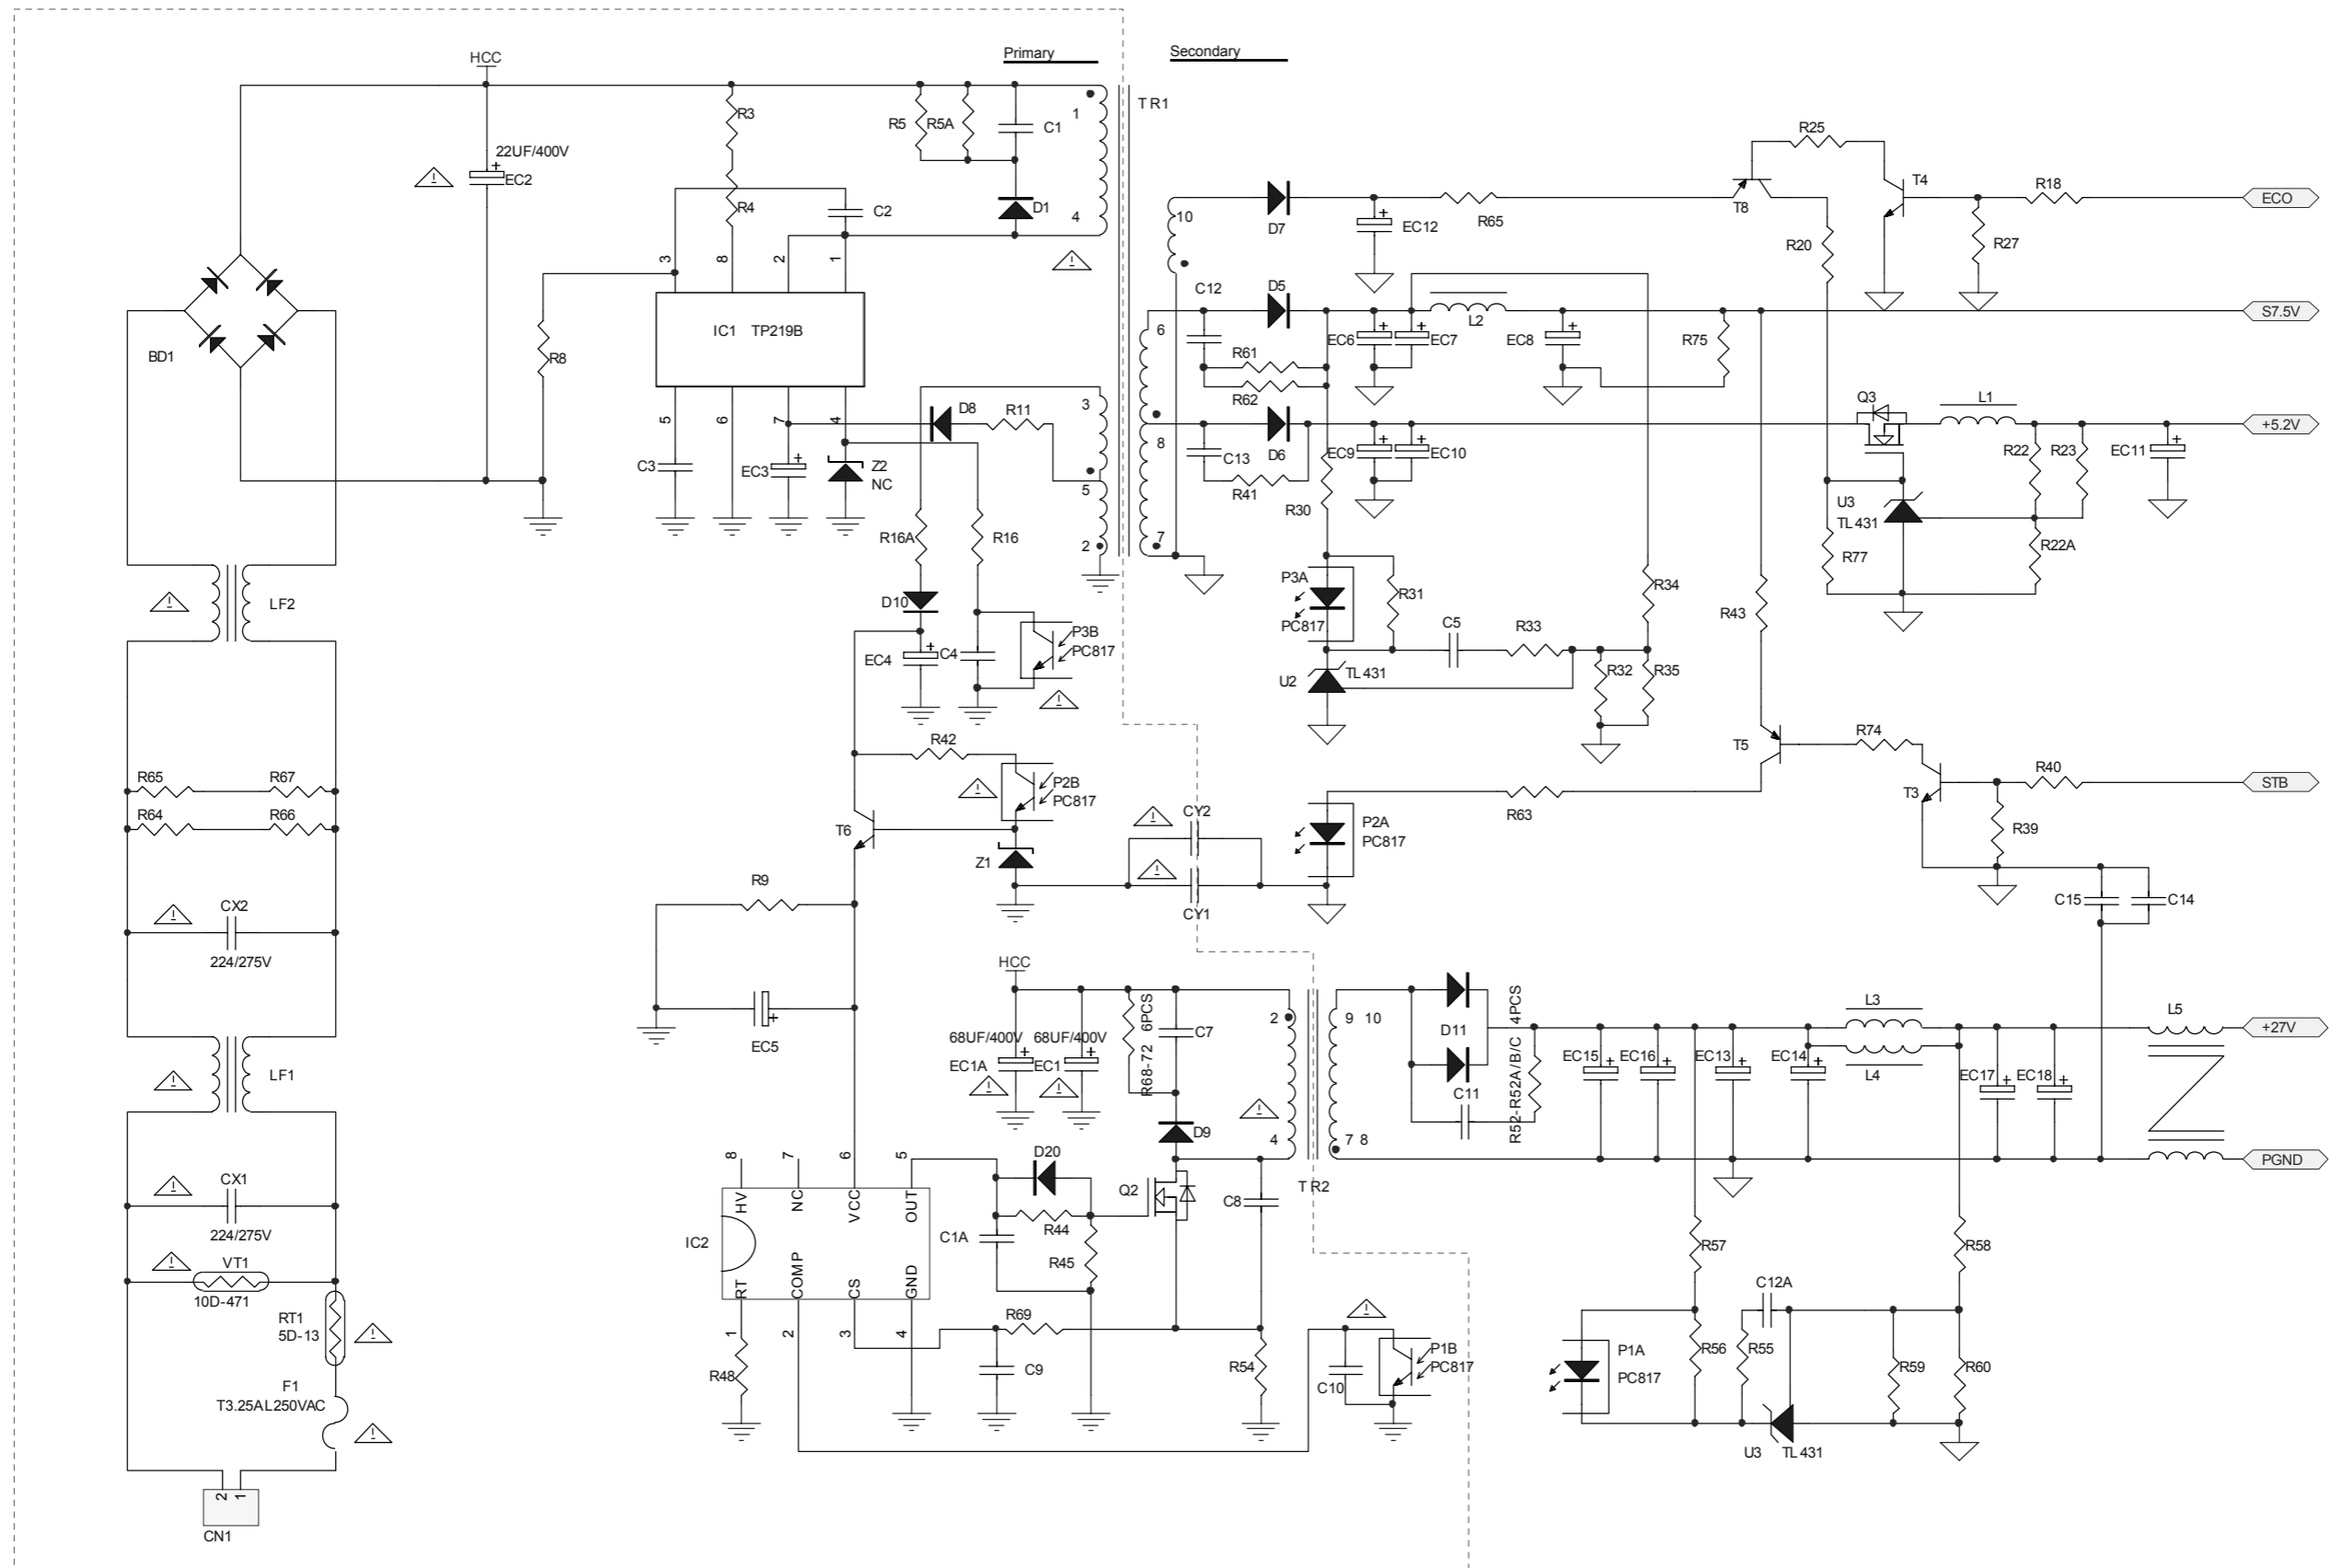 Primary
Secondary
HCC
22UF/400V
EC2
R3
R4
R5
R5A
C1
D1
C2
1
4
TR1
3
8
2
1
IC1 TP219B
5
6
7
4
BD1
R8
C3
EC3
Z2
NC
D8
R11
3
5
2
R16A
R16
D10
EC4
C4
P3B
PC817
LF2
R65
R67
R64
R66
CX2
224/275V
LF1
CX1
224/275V
VT1
10D-471
RT1
5D-13
F1
T3.25AL250VAC
2
1
CN1
R42
P2B
PC817
T6
Z1
R9
EC5
CY2
CY1
10
6
8
7
D7
EC12
R65
T8
R25
T4
R18
ECO
R27
R20
C12
D5
R61
R62
EC6
EC7
L2
EC8
R75
S7.5V
C13
D6
R41
R30
EC9
EC10
Q3
L1
+5.2V
R22
R23
EC11
U3
TL431
R22A
R77
P3A
PC817
R31
U2
TL431
C5
R33
R32
R34
R35
R43
T5
R74
T3
R40
STB
R39
R63
P2A
PC817
C15
C14
HCC
68UF/400V
EC1A
68UF/400V
EC1
R68-72 6PCS
C7
D9
2
4
TR2
9 10
7 8
D11
C11
R52-R52A/B/C 4PCS
EC15
EC16
EC13
EC14
L3
L4
EC17
EC18
L5
+27V
PGND
8
7
6
5
HV
NC
VCC
OUT
IC2
RT
COMP
CS
GND
1
2
3
4
R48
D20
R44
C1A
R45
Q2
C8
R69
C9
R54
C10
P1B
PC817
R57
R58
C12A
R56
R55
R59
R60
P1A
PC817
U3
TL431